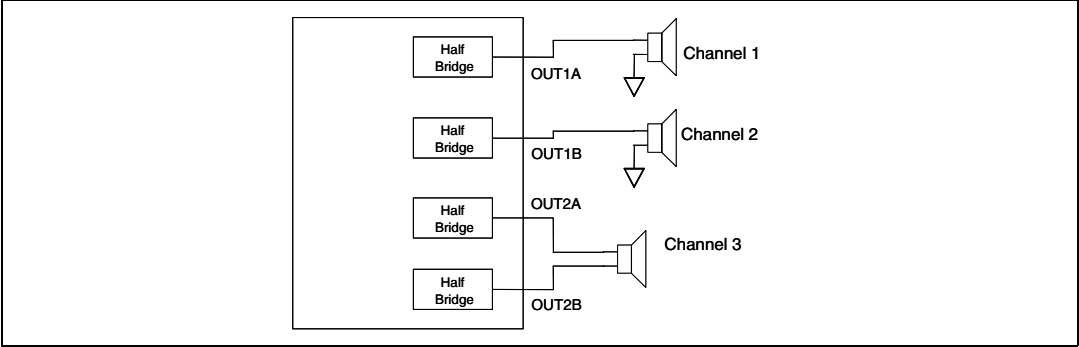 Half
Bridge
OUT1A
Channel 1
Half
Bridge
OUT1B
Channel 2
Half
Bridge
OUT2A
Channel 3
Half
Bridge
OUT2B